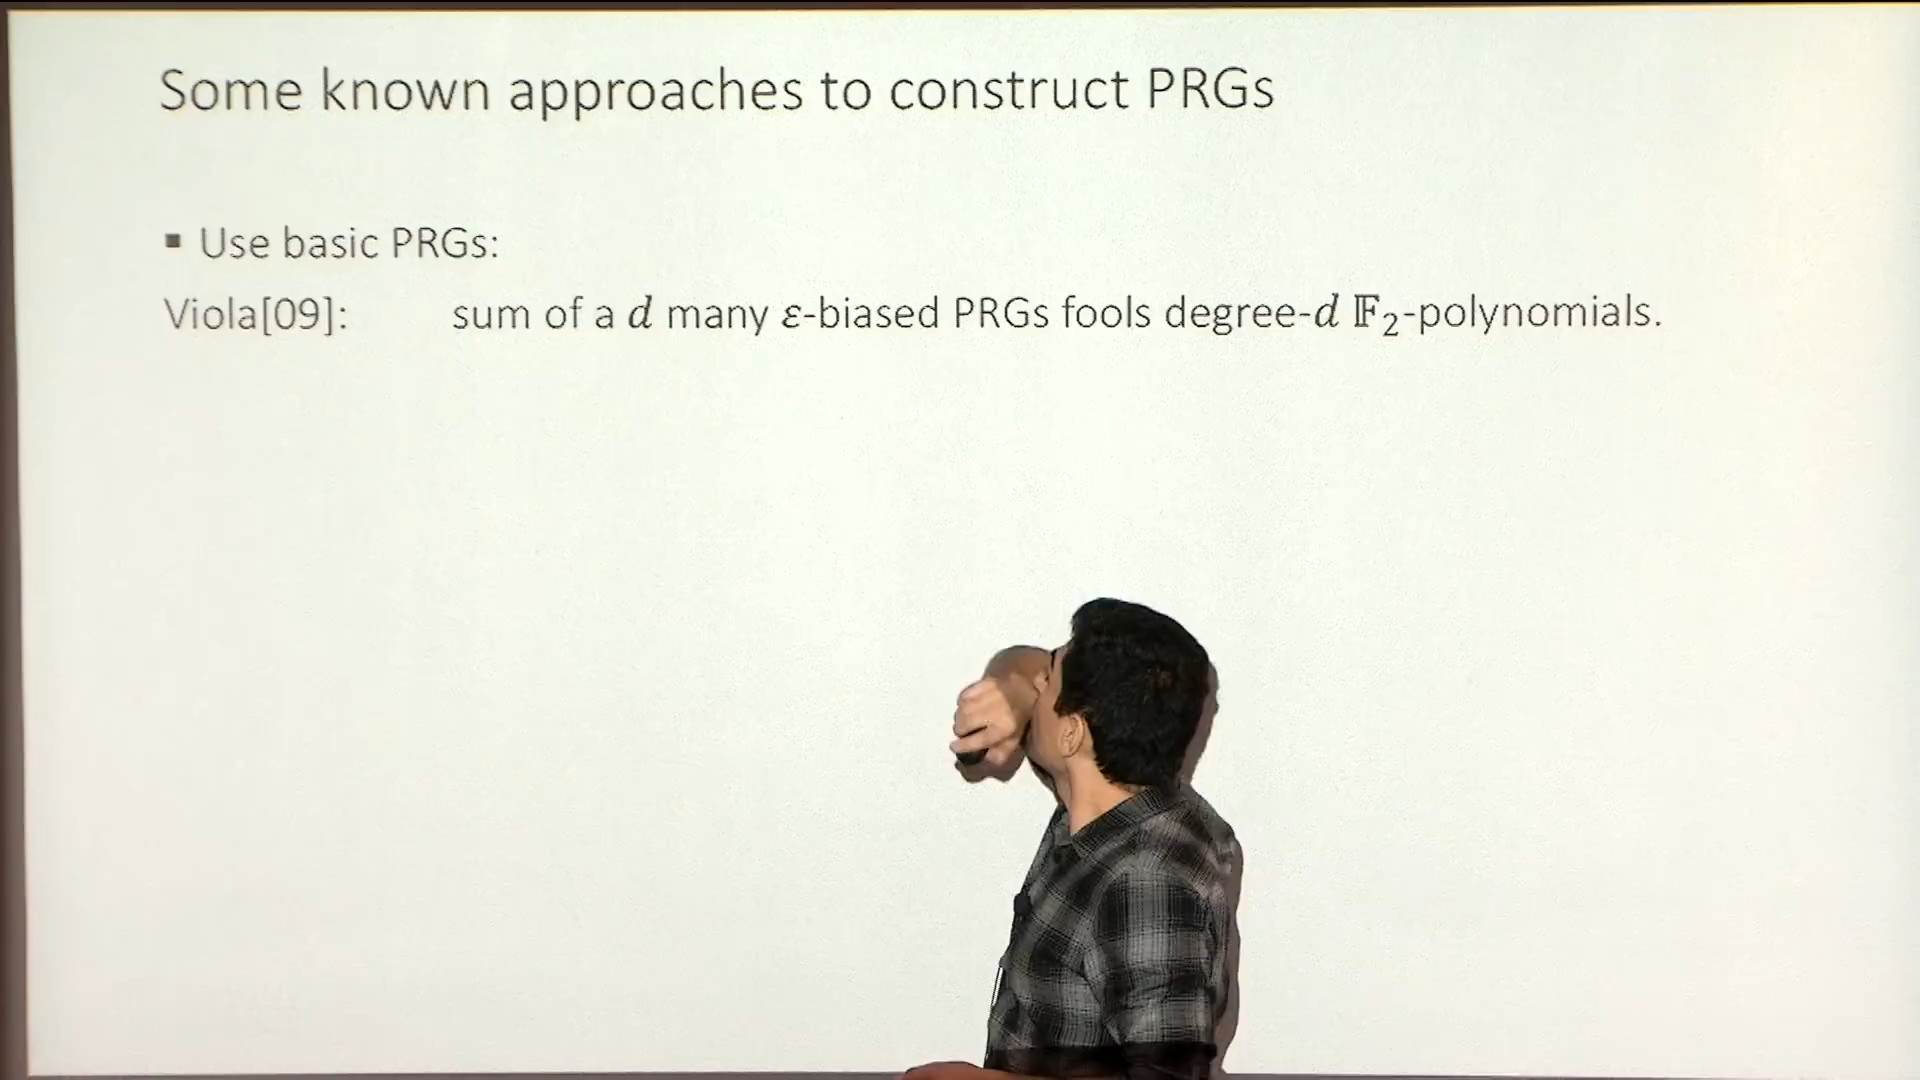 Some known approaches to construct PRGs
▪ Use basic PRGs:
Viola[09]: sum of a d many ε-biased PRGs fools degree-d 𝔽₂-polynomials.